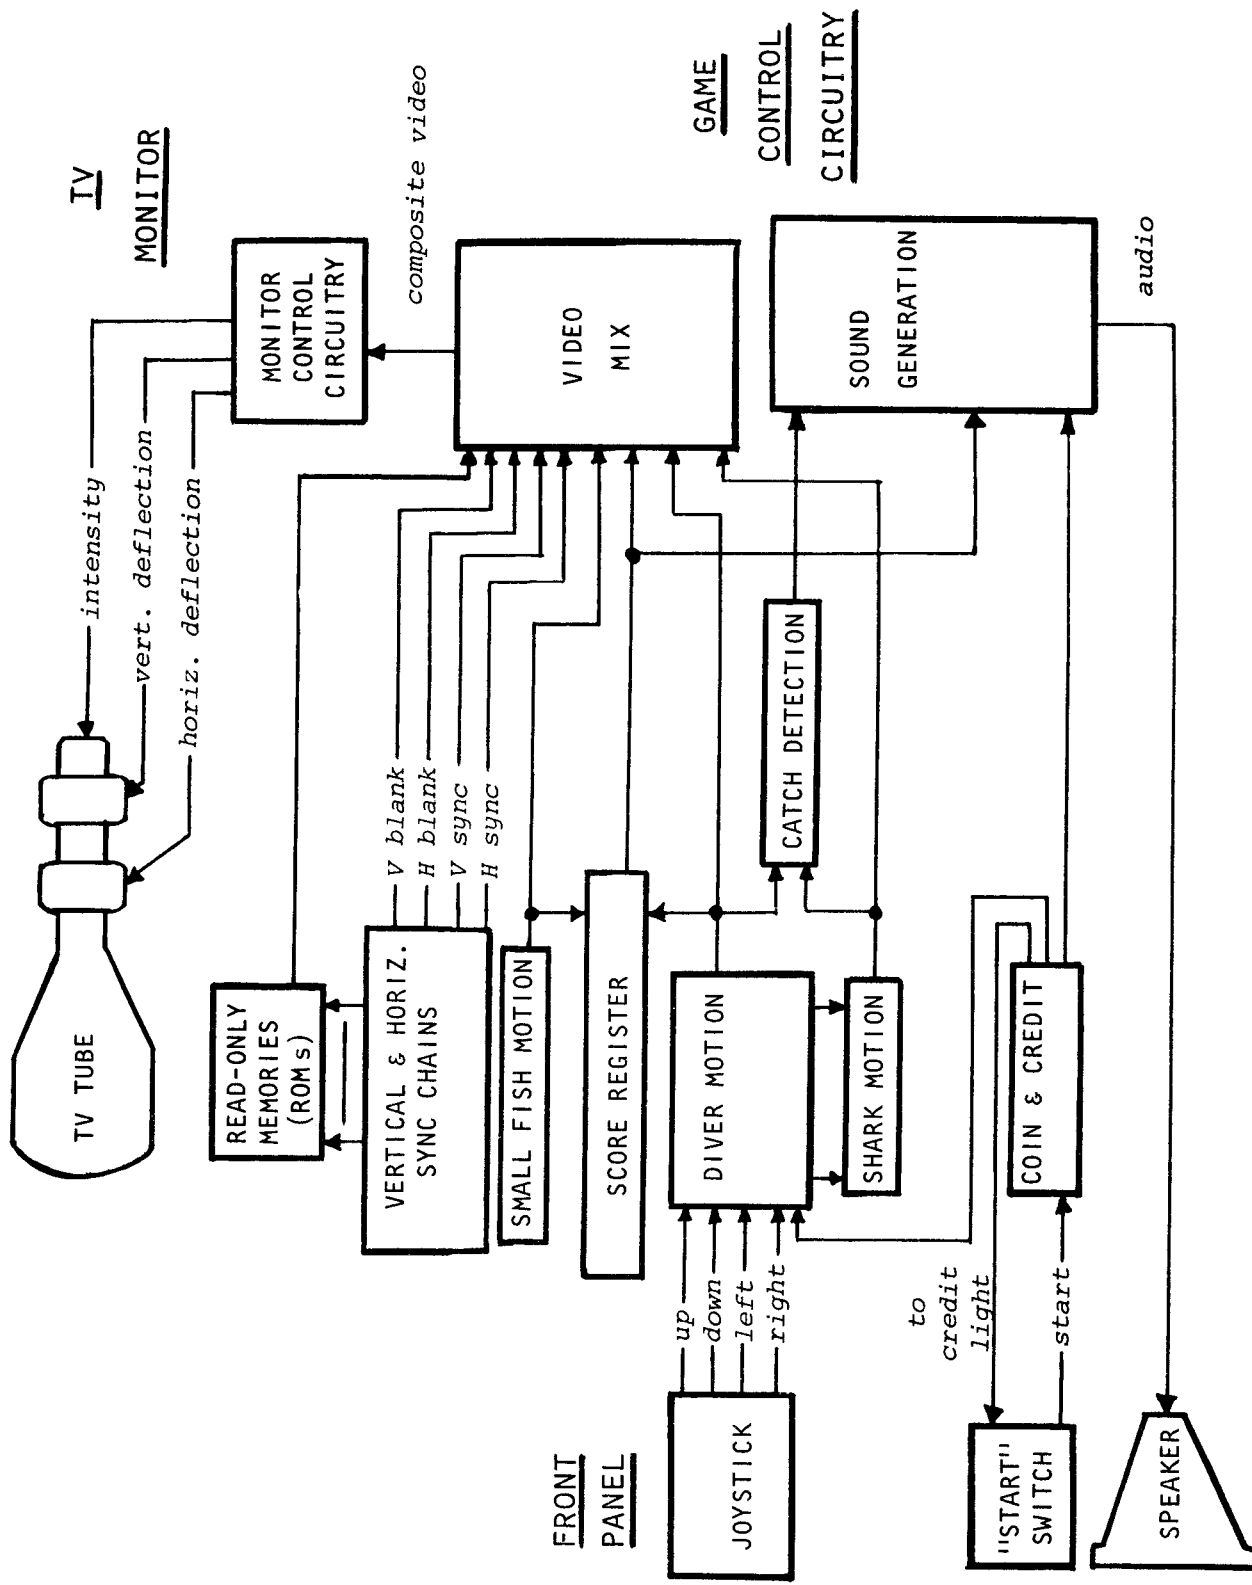 TV
MONITOR
TV TUBE
intensity
vert. deflection
horiz. deflection
MONITOR
CONTROL
CIRCUITRY
composite video
READ-ONLY
MEMORIES
(ROMs)
VERTICAL & HORIZ.
SYNC CHAINS
V blank
H blank
V sync
H sync
VIDEO
MIX
SMALL FISH MOTION
SCORE REGISTER
FRONT
PANEL
JOYSTICK
up
down
left
right
DIVER MOTION
SHARK MOTION
CATCH DETECTION
GAME
CONTROL
CIRCUITRY
SOUND
GENERATION
to
credit
light
"START"
SWITCH
start
COIN & CREDIT
audio
SPEAKER